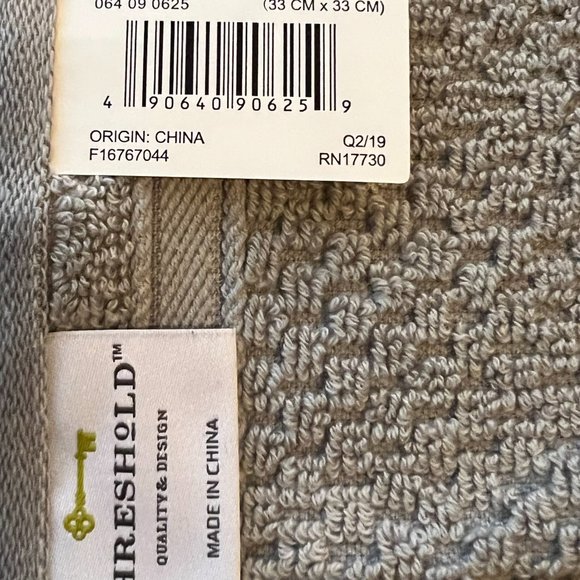 064 09 0625
(33 CM x 33 CM)
4 90640 90625 9
ORIGIN: CHINA
Q2/19
F16767044
RN17730
HRESHOLD™
QUALITY & DESIGN
MADE IN CHINA